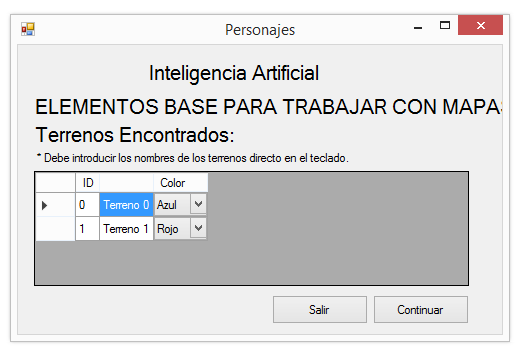 Personajes
Inteligencia Artificial
ELEMENTOS BASE PARA TRABAJAR CON MAPAS
Terrenos Encontrados:
* Debe introducir los nombres de los terrenos directo en el teclado.
ID Color
0 Terreno 0 Azul
1 Terreno 1 Rojo
Salir Continuar